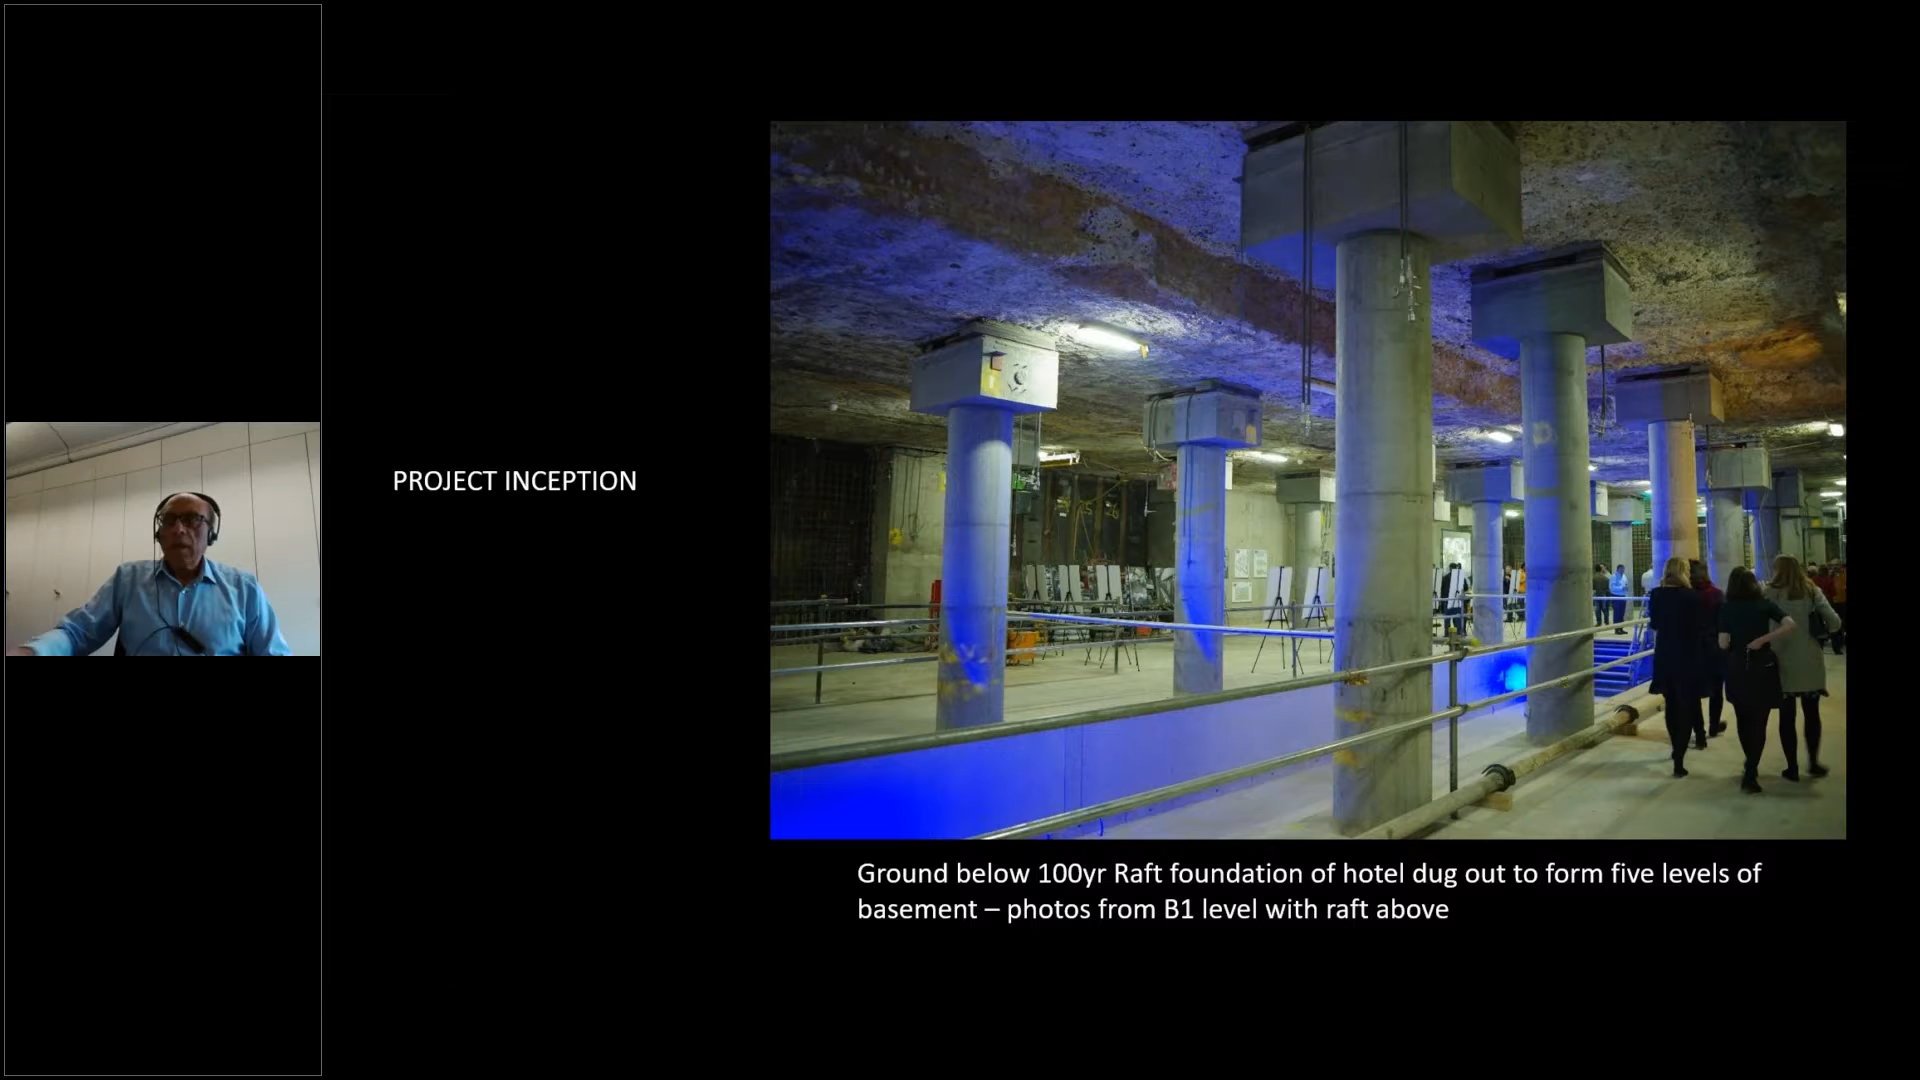 PROJECT INCEPTION
Ground below 100yr Raft foundation of hotel dug out to form five levels of
basement – photos from B1 level with raft above